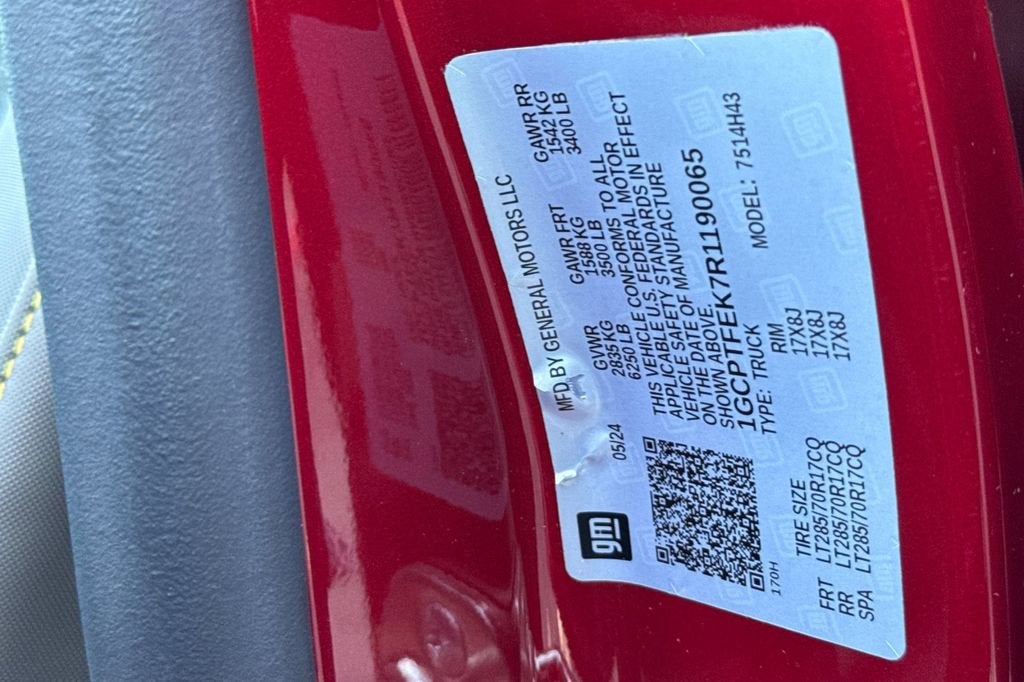 MFD BY GENERAL MOTORS LLC
05/24
GVWR GAWR FRT GAWR RR
2835 KG 1588 KG 1542 KG
6250 LB 3500 LB 3400 LB
THIS VEHICLE CONFORMS TO ALL
APPLICABLE U.S. FEDERAL MOTOR
VEHICLE SAFETY STANDARDS IN EFFECT
ON THE DATE OF MANUFACTURE
SHOWN ABOVE.
1GCPTFEK7R1190065
TYPE: TRUCK MODEL: 7514H43
gm
170H
TIRE SIZE RIM
FRT LT285/70R17CQ 17X8J
RR LT285/70R17CQ 17X8J
SPA LT285/70R17CQ 17X8J